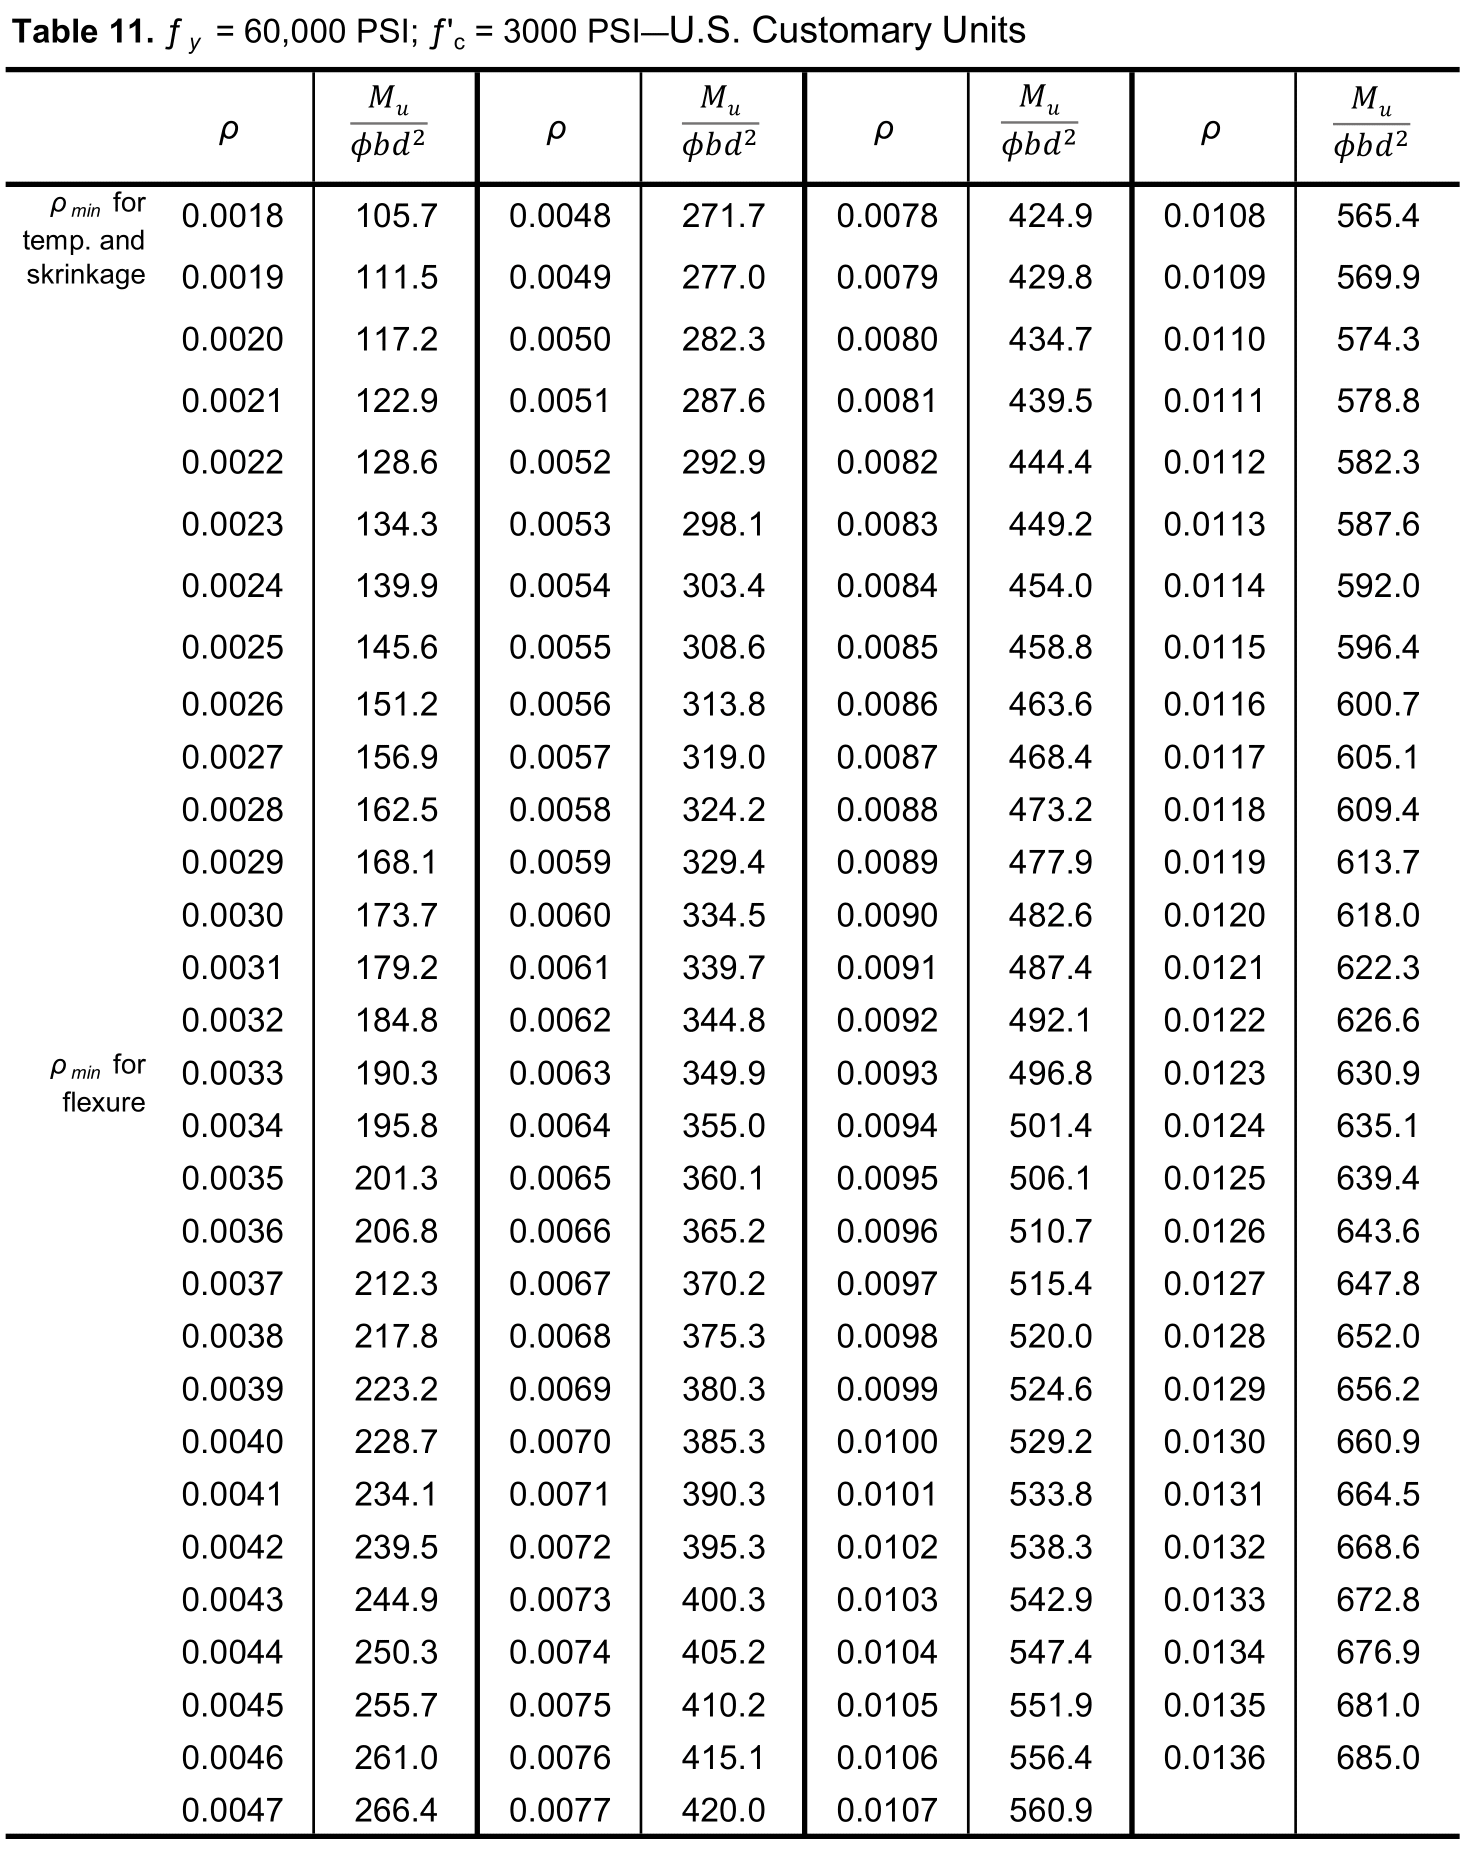 Table 11. ƒ y = 60,000 PSI; ƒ'c = 3000 PSI—U.S. Customary Units
ρ Mu/ϕbd² ρ Mu/ϕbd² ρ Mu/ϕbd² ρ Mu/ϕbd²
ρ min for temp. and skrinkage 0.0018 105.7 0.0048 271.7 0.0078 424.9 0.0108 565.4
0.0019 111.5 0.0049 277.0 0.0079 429.8 0.0109 569.9
0.0020 117.2 0.0050 282.3 0.0080 434.7 0.0110 574.3
0.0021 122.9 0.0051 287.6 0.0081 439.5 0.0111 578.8
0.0022 128.6 0.0052 292.9 0.0082 444.4 0.0112 582.3
0.0023 134.3 0.0053 298.1 0.0083 449.2 0.0113 587.6
0.0024 139.9 0.0054 303.4 0.0084 454.0 0.0114 592.0
0.0025 145.6 0.0055 308.6 0.0085 458.8 0.0115 596.4
0.0026 151.2 0.0056 313.8 0.0086 463.6 0.0116 600.7
0.0027 156.9 0.0057 319.0 0.0087 468.4 0.0117 605.1
0.0028 162.5 0.0058 324.2 0.0088 473.2 0.0118 609.4
0.0029 168.1 0.0059 329.4 0.0089 477.9 0.0119 613.7
0.0030 173.7 0.0060 334.5 0.0090 482.6 0.0120 618.0
0.0031 179.2 0.0061 339.7 0.0091 487.4 0.0121 622.3
0.0032 184.8 0.0062 344.8 0.0092 492.1 0.0122 626.6
ρ min for flexure 0.0033 190.3 0.0063 349.9 0.0093 496.8 0.0123 630.9
0.0034 195.8 0.0064 355.0 0.0094 501.4 0.0124 635.1
0.0035 201.3 0.0065 360.1 0.0095 506.1 0.0125 639.4
0.0036 206.8 0.0066 365.2 0.0096 510.7 0.0126 643.6
0.0037 212.3 0.0067 370.2 0.0097 515.4 0.0127 647.8
0.0038 217.8 0.0068 375.3 0.0098 520.0 0.0128 652.0
0.0039 223.2 0.0069 380.3 0.0099 524.6 0.0129 656.2
0.0040 228.7 0.0070 385.3 0.0100 529.2 0.0130 660.9
0.0041 234.1 0.0071 390.3 0.0101 533.8 0.0131 664.5
0.0042 239.5 0.0072 395.3 0.0102 538.3 0.0132 668.6
0.0043 244.9 0.0073 400.3 0.0103 542.9 0.0133 672.8
0.0044 250.3 0.0074 405.2 0.0104 547.4 0.0134 676.9
0.0045 255.7 0.0075 410.2 0.0105 551.9 0.0135 681.0
0.0046 261.0 0.0076 415.1 0.0106 556.4 0.0136 685.0
0.0047 266.4 0.0077 420.0 0.0107 560.9